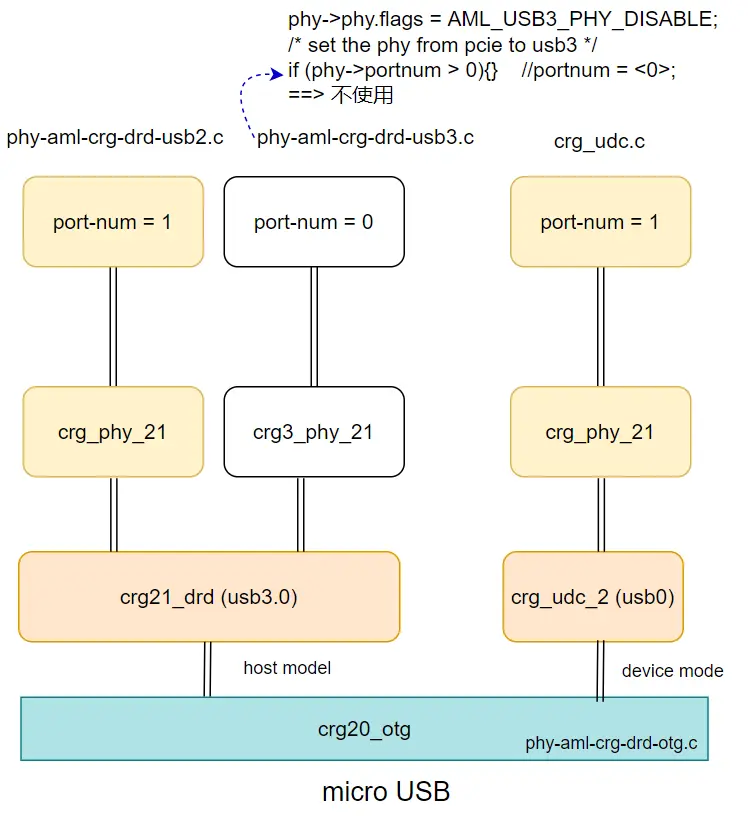 phy->phy.flags = AML_USB3_PHY_DISABLE;
/* set the phy from pcie to usb3 */
if (phy->portnum > 0){}    //portnum = <0>;
==> 不使用
phy-aml-crg-drd-usb2.c
phy-aml-crg-drd-usb3.c
crg_udc.c
port-num = 1
port-num = 0
port-num = 1
crg_phy_21
crg3_phy_21
crg_phy_21
crg21_drd (usb3.0)
crg_udc_2 (usb0)
host model
device mode
crg20_otg
phy-aml-crg-drd-otg.c
micro USB